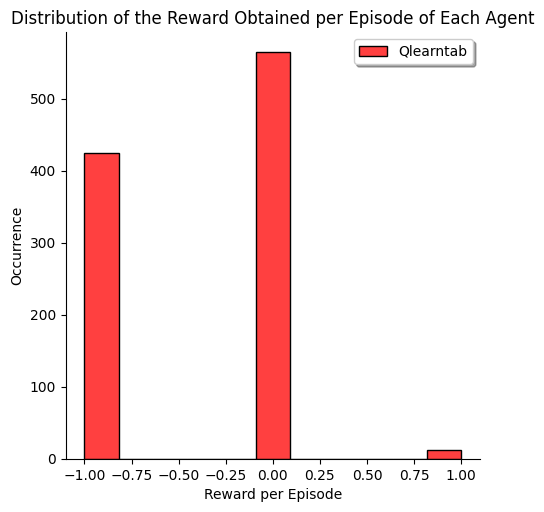 Distribution of the Reward Obtained per Episode of Each Agent
Qlearntab
500
400
300
200
100
0
Occurrence
−1.00 −0.75 −0.50 −0.25 0.00 0.25 0.50 0.75 1.00
Reward per Episode